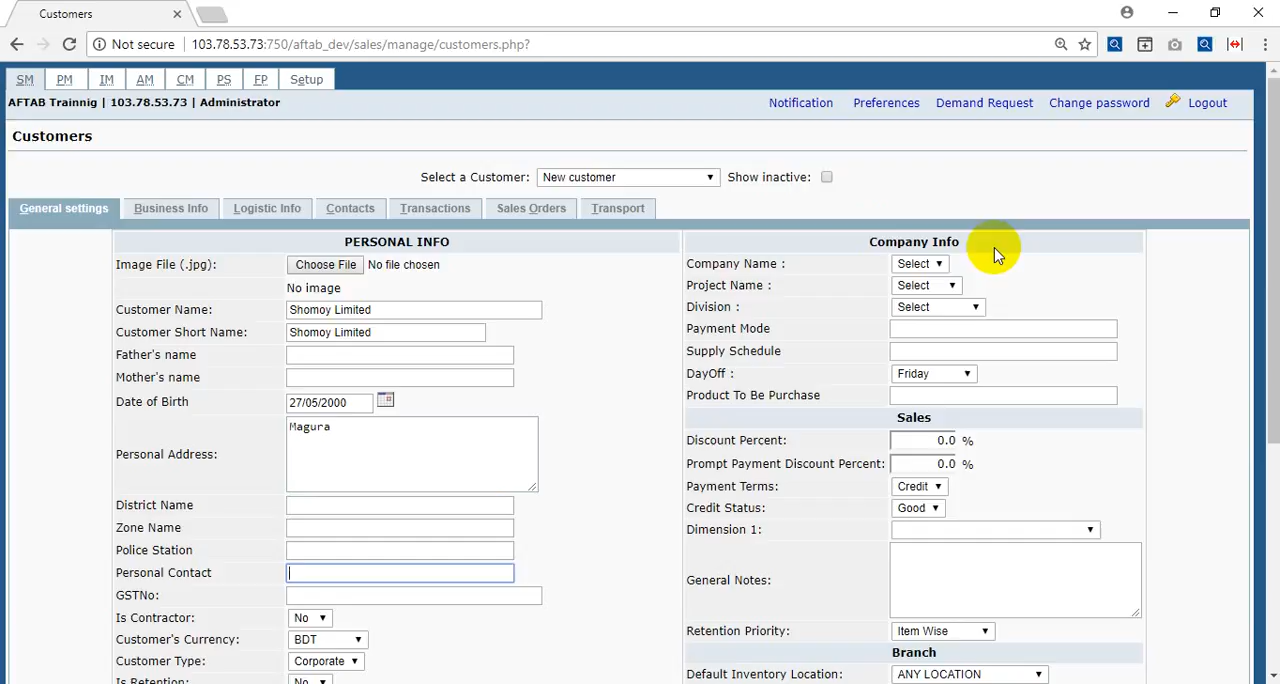 Customers
Not secure | 103.78.53.73:750/aftab_dev/sales/manage/customers.php?
SM PM IM AM CM PS FP Setup
AFTAB Trainnig | 103.78.53.73 | Administrator
Notification Preferences Demand Request Change password Logout
Customers
Select a Customer: New customer Show inactive:
General settings Business Info Logistic Info Contacts Transactions Sales Orders Transport
PERSONAL INFO
Image File (.jpg): Choose File No file chosen
No image
Customer Name: Shomoy Limited
Customer Short Name: Shomoy Limited
Father's name
Mother's name
Date of Birth 27/05/2000
Personal Address: Magura
District Name
Zone Name
Police Station
Personal Contact
GSTNo:
Is Contractor: No
Customer's Currency: BDT
Customer Type: Corporate
Is Retention: No
Company Info
Company Name : Select
Project Name : Select
Division : Select
Payment Mode
Supply Schedule
DayOff : Friday
Product To Be Purchase
Sales
Discount Percent: 0.0 %
Prompt Payment Discount Percent: 0.0 %
Payment Terms: Credit
Credit Status: Good
Dimension 1:
General Notes:
Retention Priority: Item Wise
Branch
Default Inventory Location: ANY LOCATION